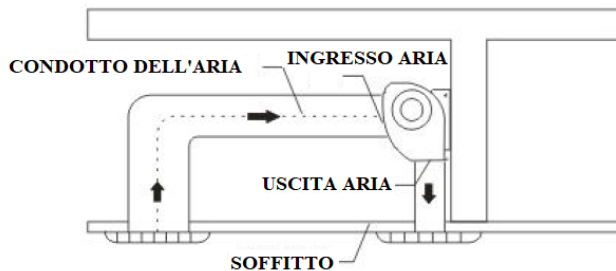 INGRESSO ARIA
CONDOTTO DELL'ARIA
USCITA ARIA
SOFFITTO